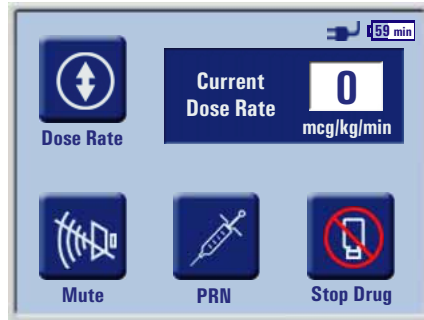 59 min
Current
Dose Rate
0
mcg/kg/min
Dose Rate
Mute
PRN
Stop Drug